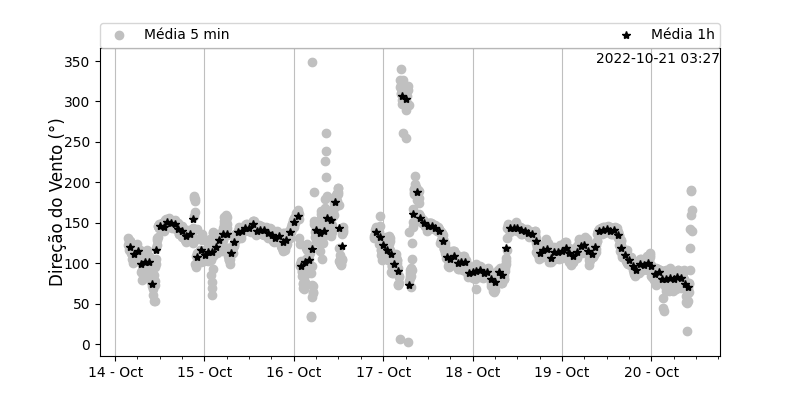 Média 5 min
Média 1h
2022-10-21 03:27
Direção do Vento (°)
350
300
250
200
150
100
50
0
14 - Oct
15 - Oct
16 - Oct
17 - Oct
18 - Oct
19 - Oct
20 - Oct